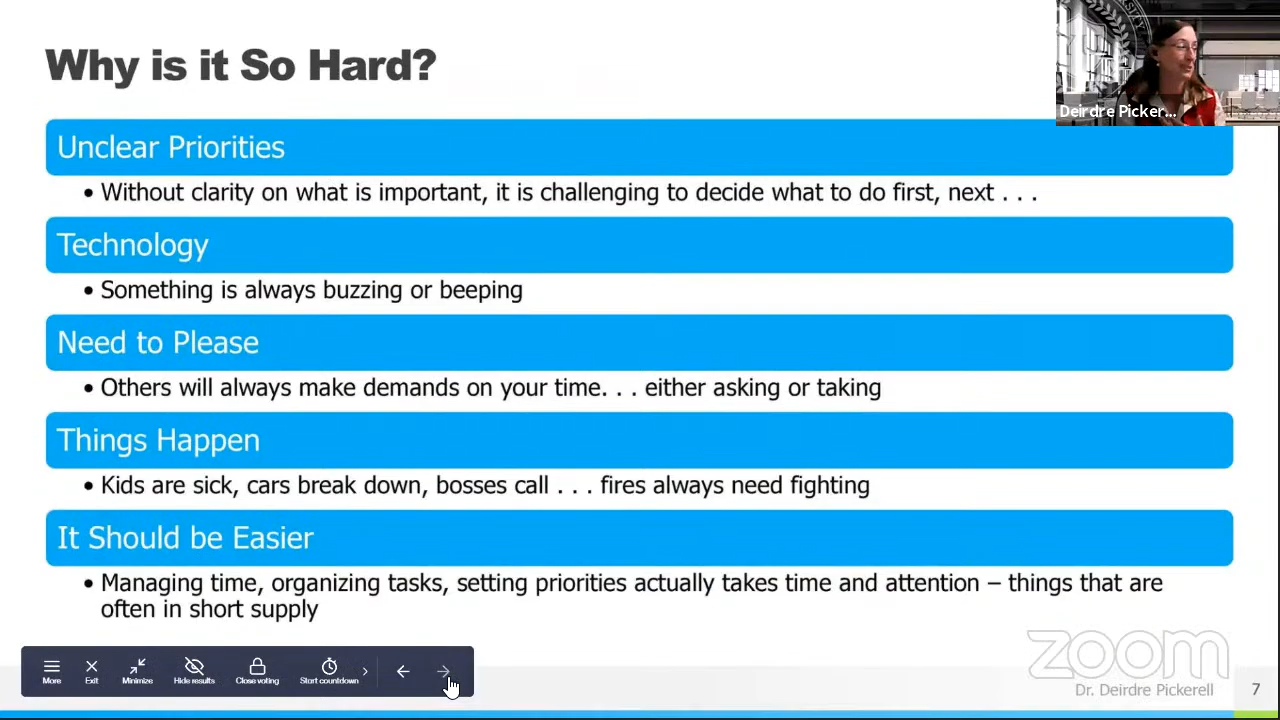 Why is it So Hard?
Deirdre Picker...
Unclear Priorities
• Without clarity on what is important, it is challenging to decide what to do first, next . . .
Technology
• Something is always buzzing or beeping
Need to Please
• Others will always make demands on your time. . . either asking or taking
Things Happen
• Kids are sick, cars break down, bosses call . . . fires always need fighting
It Should be Easier
• Managing time, organizing tasks, setting priorities actually takes time and attention – things that are
often in short supply
More
Exit
Minimize
Hide results
Close voting
Start countdown
zoom
Dr. Deirdre Pickerell
7